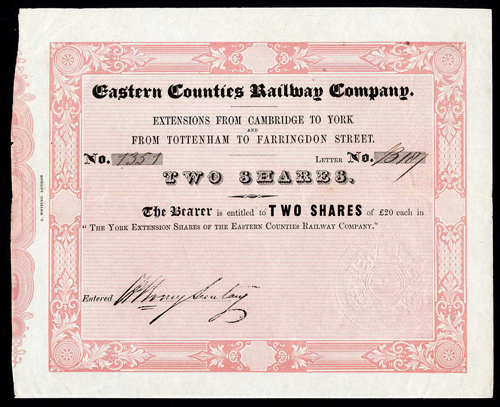 Eastern Counties Railway Company.
EXTENSIONS FROM CAMBRIDGE TO YORK
AND
FROM TOTTENHAM TO FARRINGDON STREET.
No. 1351 LETTER No.
TWO SHARES.
The Bearer is entitled to TWO SHARES of £20 each in
"THE YORK EXTENSION SHARES OF THE EASTERN COUNTIES RAILWAY COMPANY."
Entered
WHITING, LONDON